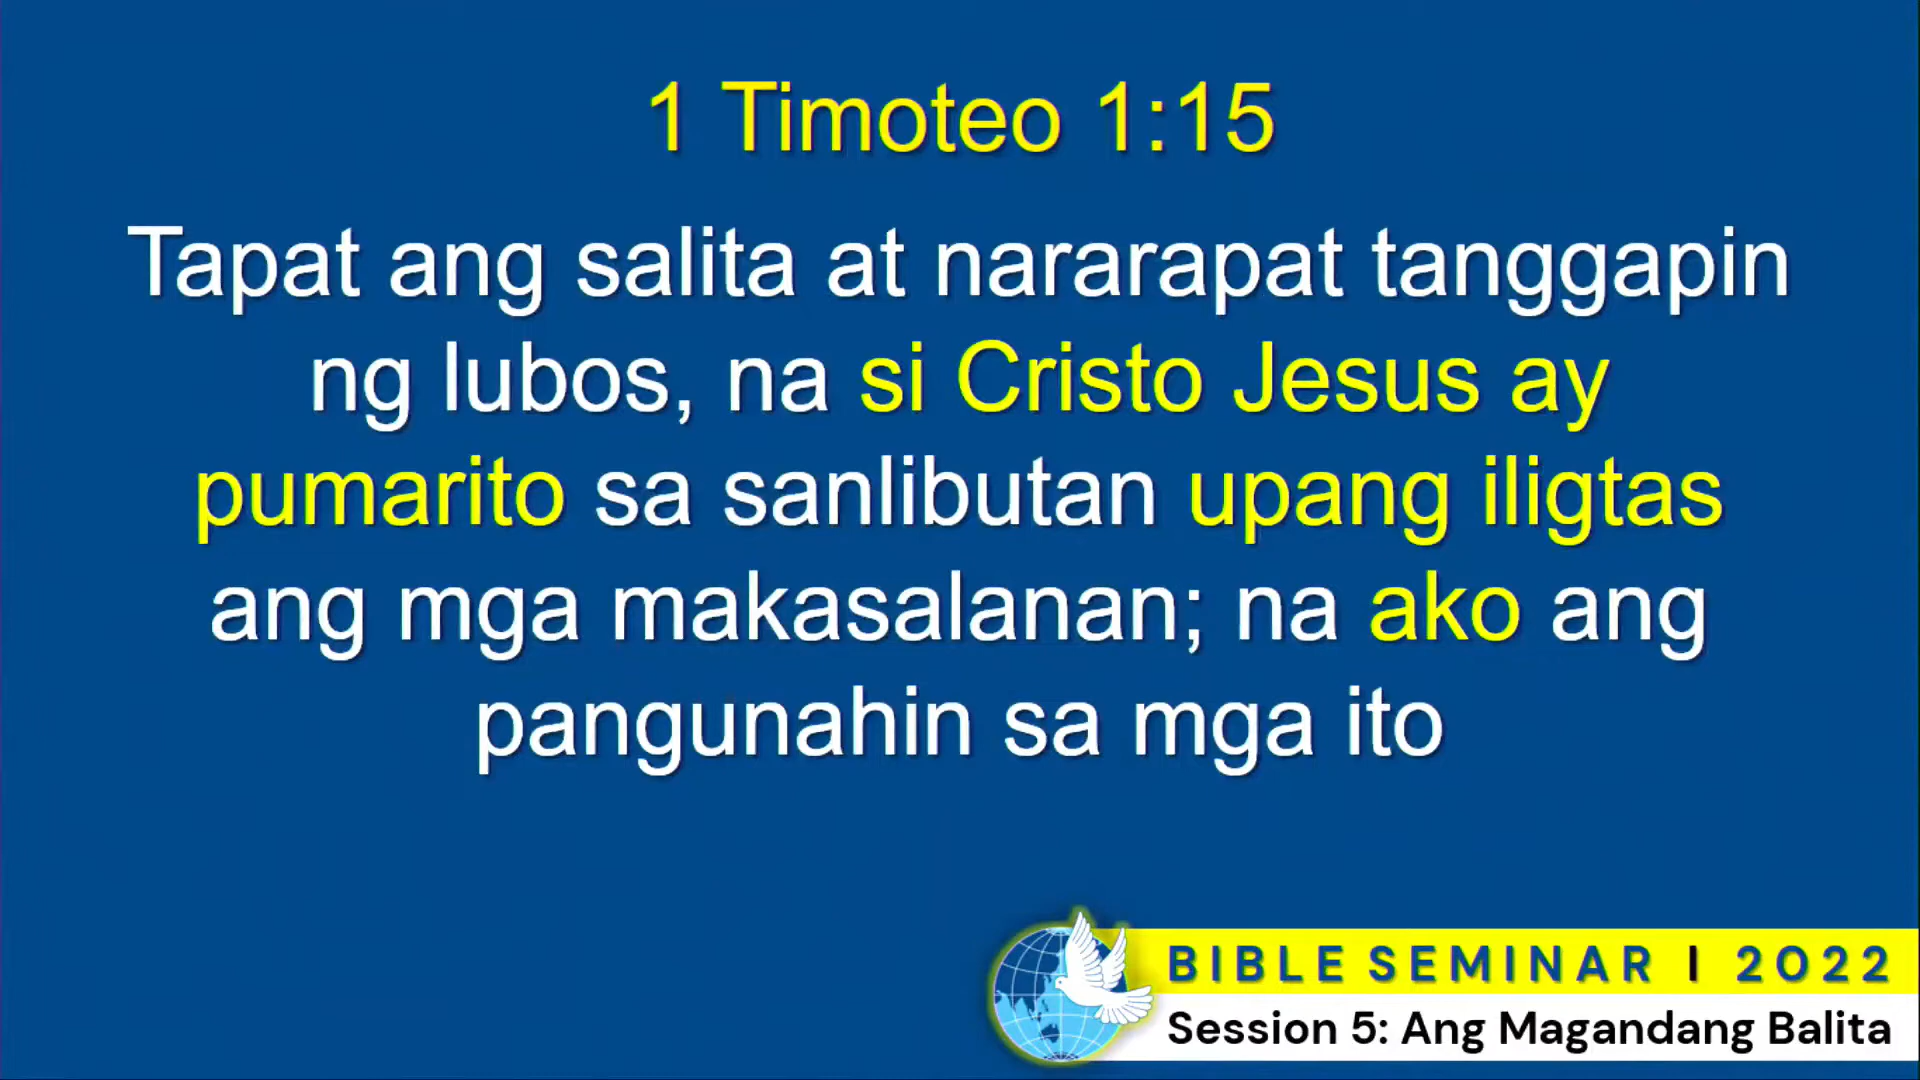 1 Timoteo 1:15
Tapat ang salita at nararapat tanggapin
ng lubos, na si Cristo Jesus ay
pumarito sa sanlibutan upang iligtas
ang mga makasalanan; na ako ang
pangunahin sa mga ito
BIBLE SEMINAR I 2022
Session 5: Ang Magandang Balita